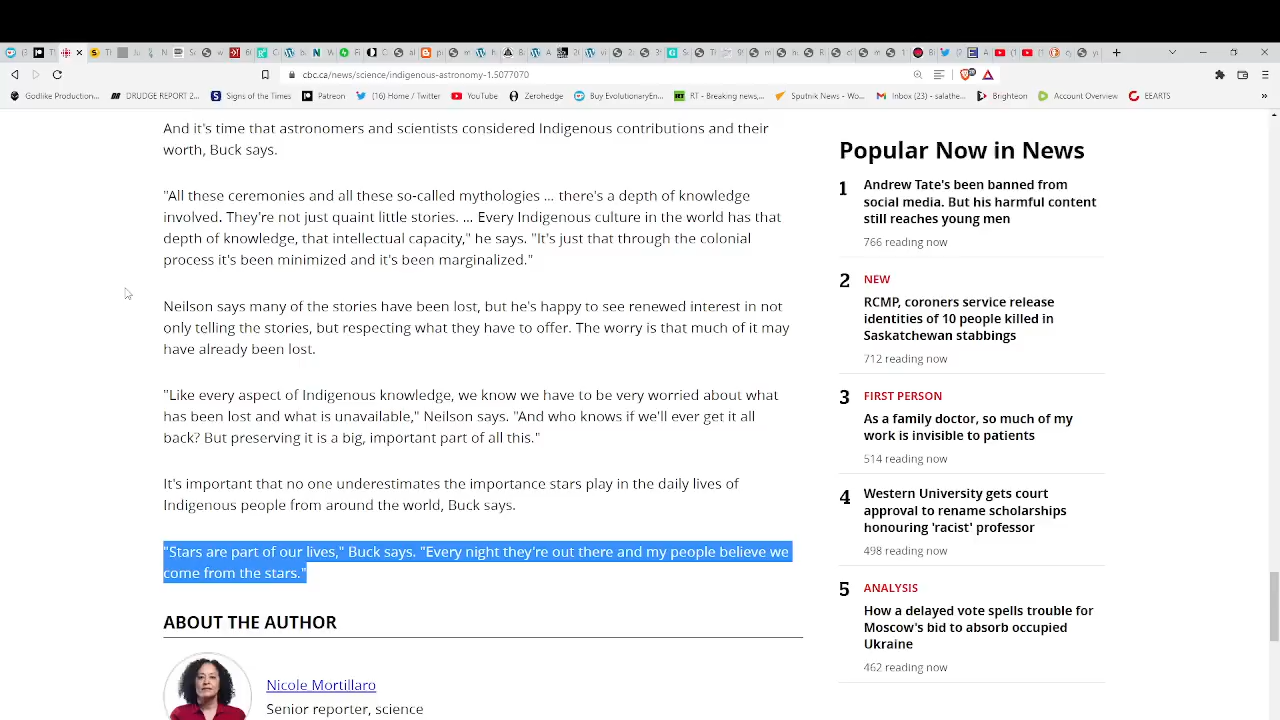 cbc.ca/news/science/indigenous-astronomy-1.5077070
Godlike Production...
DRUDGE REPORT 2...
Signs of the Times
Patreon
(16) Home / Twitter
YouTube
Zerohedge
Buy EvolutionaryEn...
RT - Breaking news,...
Sputnik News - Wo...
Inbox (23) - salathe...
Brighteon
Account Overview
EEARTS
And it's time that astronomers and scientists considered Indigenous contributions and their
worth, Buck says.
"All these ceremonies and all these so-called mythologies ... there's a depth of knowledge
involved. They're not just quaint little stories. ... Every Indigenous culture in the world has that
depth of knowledge, that intellectual capacity," he says. "It's just that through the colonial
process it's been minimized and it's been marginalized."
Neilson says many of the stories have been lost, but he's happy to see renewed interest in not
only telling the stories, but respecting what they have to offer. The worry is that much of it may
have already been lost.
"Like every aspect of Indigenous knowledge, we know we have to be very worried about what
has been lost and what is unavailable," Neilson says. "And who knows if we'll ever get it all
back? But preserving it is a big, important part of all this."
It's important that no one underestimates the importance stars play in the daily lives of
Indigenous people from around the world, Buck says.
"Stars are part of our lives," Buck says. "Every night they're out there and my people believe we
come from the stars."
ABOUT THE AUTHOR
Nicole Mortillaro
Senior reporter, science
Popular Now in News
1
Andrew Tate's been banned from
social media. But his harmful content
still reaches young men
766 reading now
2
NEW
RCMP, coroners service release
identities of 10 people killed in
Saskatchewan stabbings
712 reading now
3
FIRST PERSON
As a family doctor, so much of my
work is invisible to patients
514 reading now
4
Western University gets court
approval to rename scholarships
honouring 'racist' professor
498 reading now
5
ANALYSIS
How a delayed vote spells trouble for
Moscow's bid to absorb occupied
Ukraine
462 reading now